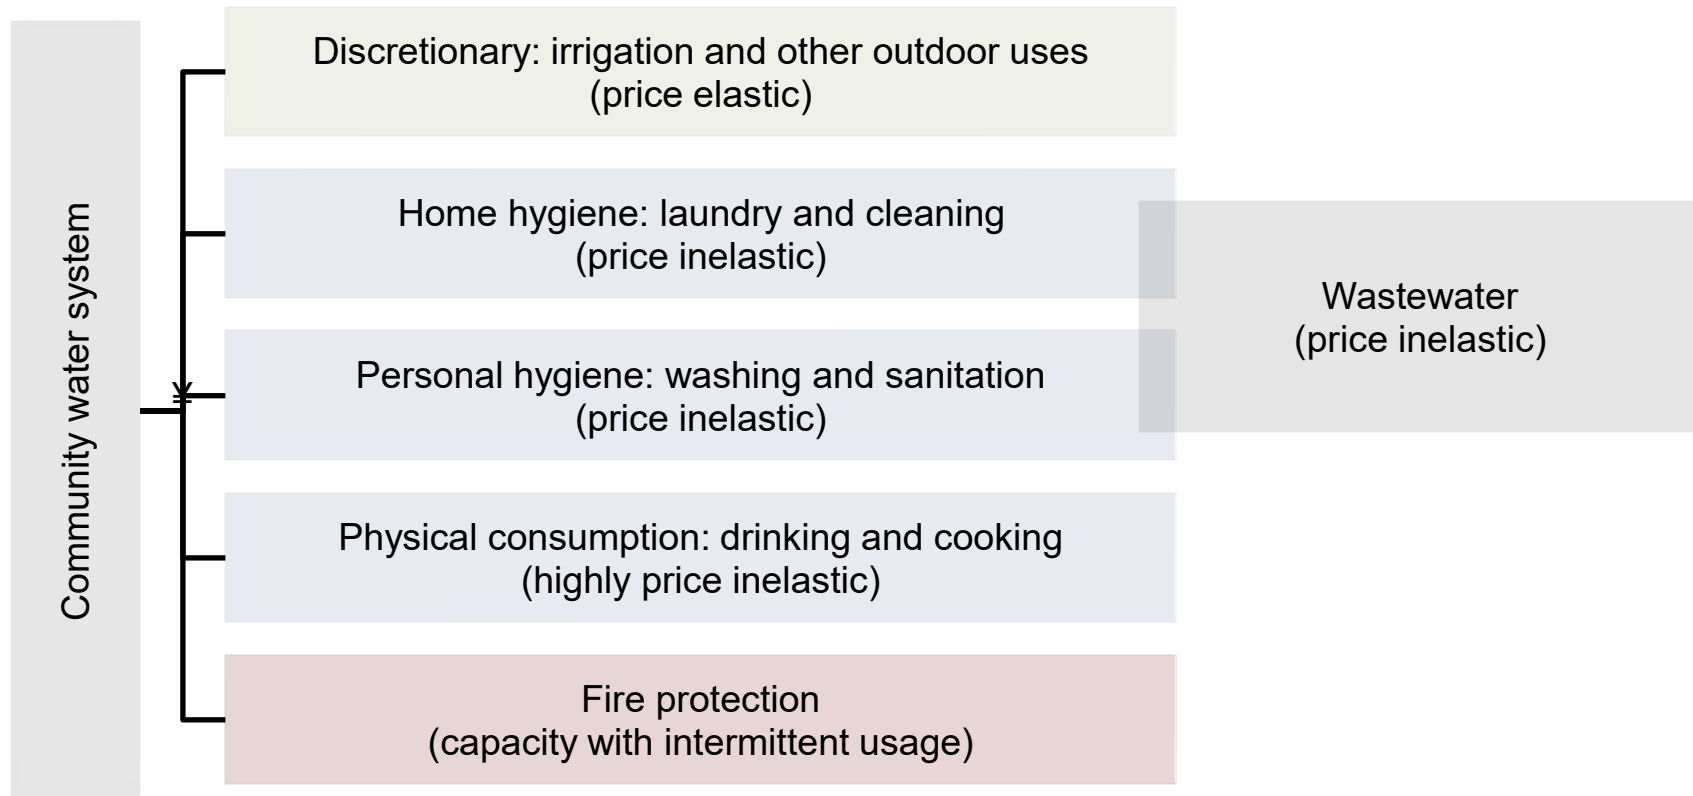 Community water system
Discretionary: irrigation and other outdoor uses
(price elastic)
Home hygiene: laundry and cleaning
(price inelastic)
Personal hygiene: washing and sanitation
(price inelastic)
¥
Physical consumption: drinking and cooking
(highly price inelastic)
Fire protection
(capacity with intermittent usage)
Wastewater
(price inelastic)